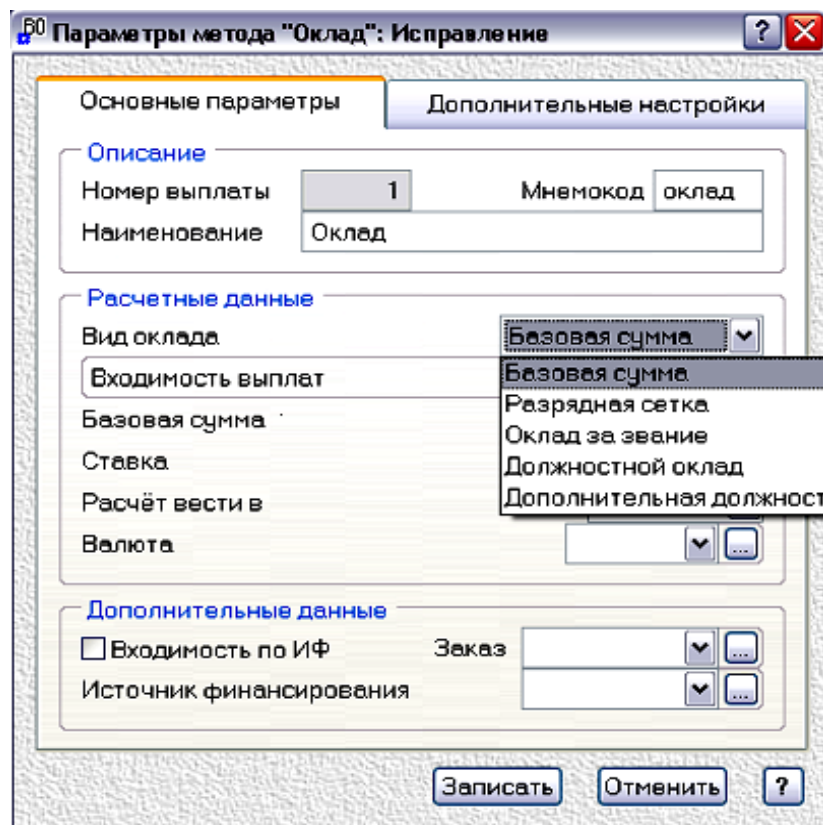 Параметры метода "Оклад": Исправление
Основные параметры
Дополнительные настройки
Описание
Номер выплаты 1 Мнемокод оклад
Наименование Оклад
Расчетные данные
Вид оклада Базовая сумма
Входимость выплат Базовая сумма
Базовая сумма Разрядная сетка
Оклад за звание
Ставка Должностной оклад
Расчёт вести в Дополнительная должност
Валюта ...
Дополнительные данные
Входимость по ИФ Заказ ...
Источник финансирования ...
Записать Отменить ?